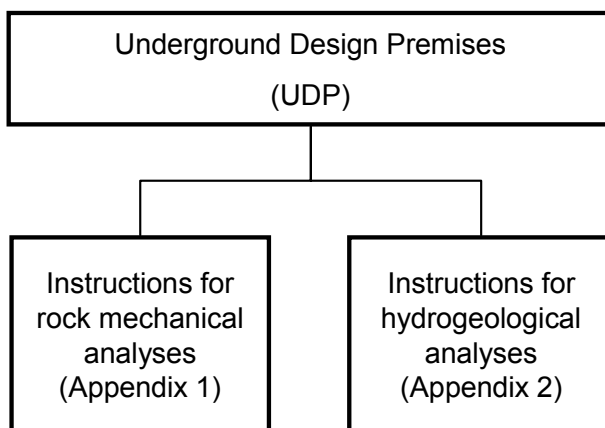 Underground Design Premises
(UDP)
Instructions for
rock mechanical
analyses
(Appendix 1)
Instructions for
hydrogeological
analyses
(Appendix 2)